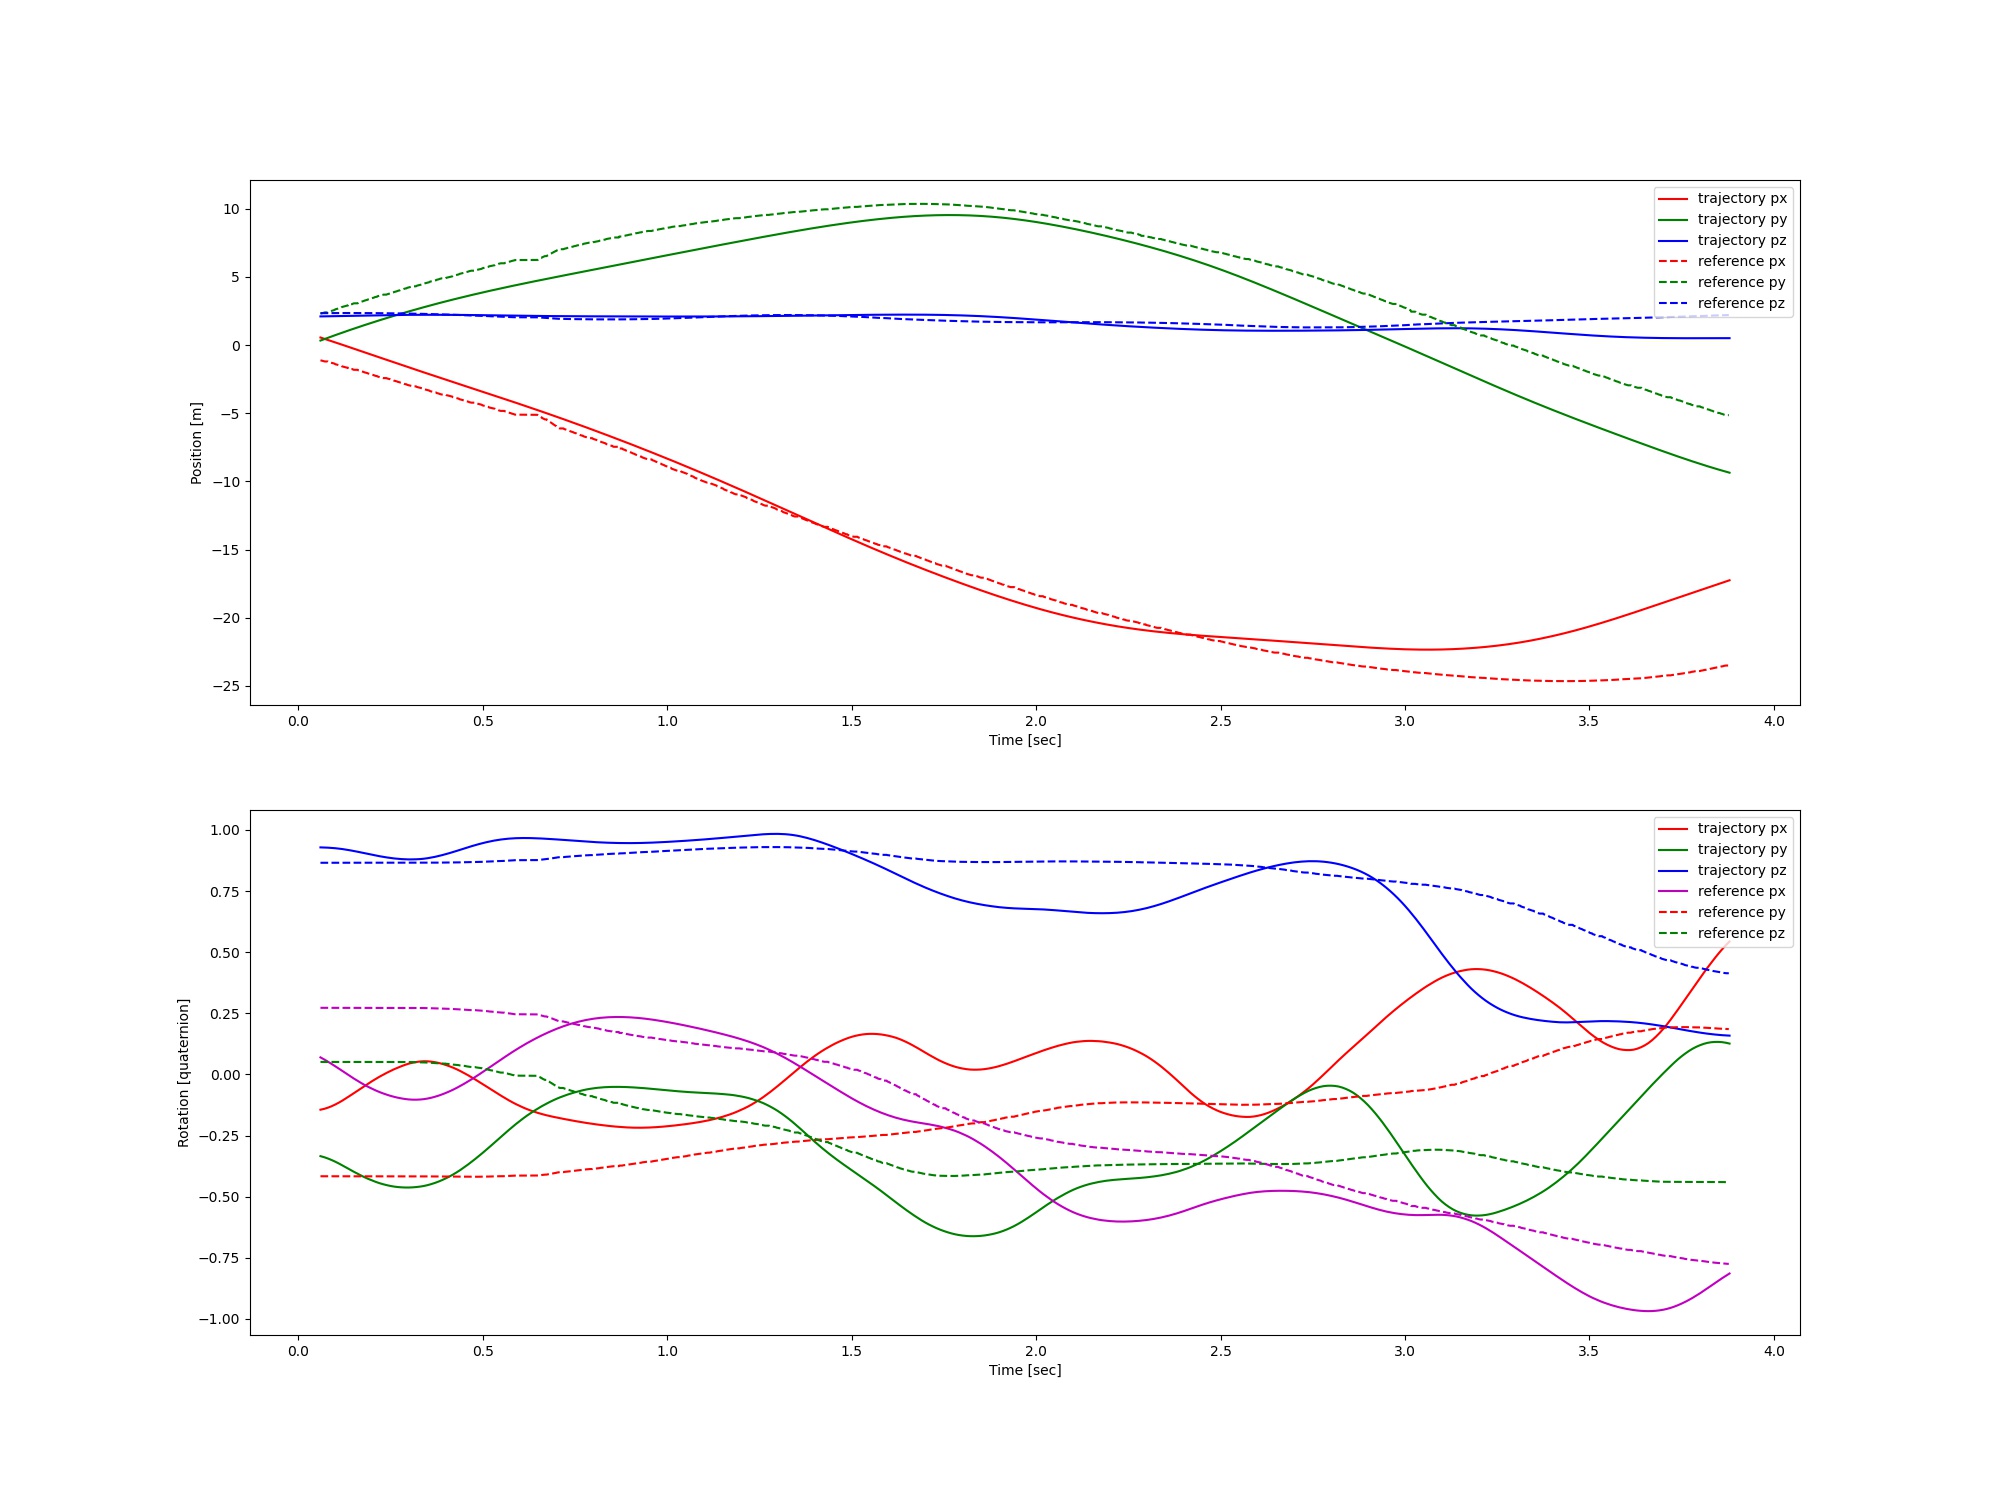 10
5
0
−5
−10
−15
−20
−25
Position [m]
trajectory px
trajectory py
trajectory pz
reference px
reference py
reference pz
0.0 0.5 1.0 1.5 2.0 2.5 3.0 3.5 4.0
Time [sec]
1.00
0.75
0.50
0.25
0.00
−0.25
−0.50
−0.75
−1.00
Rotation [quaternion]
trajectory px
trajectory py
trajectory pz
reference px
reference py
reference pz
0.0 0.5 1.0 1.5 2.0 2.5 3.0 3.5 4.0
Time [sec]